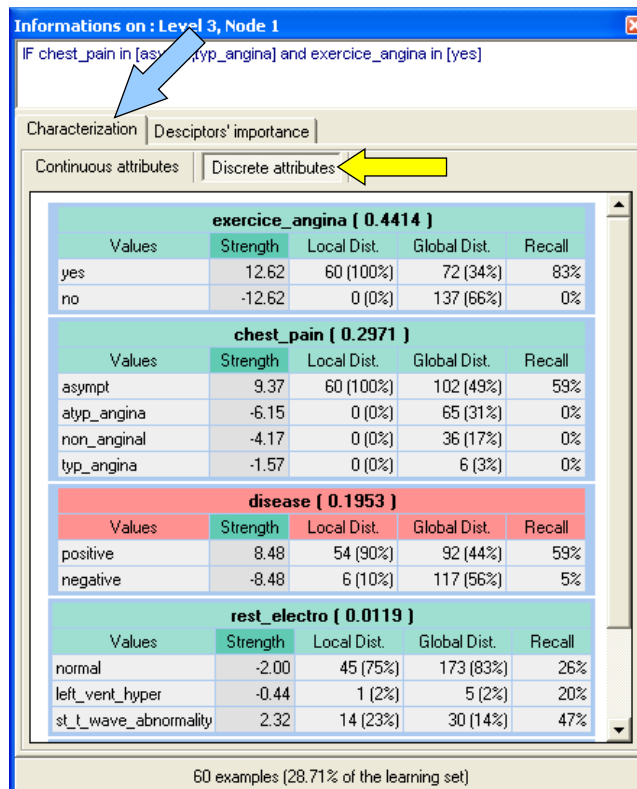 Informations on : Level 3, Node 1
IF chest_pain in [asy typ_angina] and exercice_angina in [yes]
Characterization Desciptors' importance
Continuous attributes Discrete attributes
exercice_angina ( 0.4414 )
Values Strength Local Dist. Global Dist. Recall
yes 12.62 60 (100%) 72 (34%) 83%
no -12.62 0 (0%) 137 (66%) 0%
chest_pain ( 0.2971 )
Values Strength Local Dist. Global Dist. Recall
asympt 9.37 60 (100%) 102 (49%) 59%
atyp_angina -6.15 0 (0%) 65 (31%) 0%
non_anginal -4.17 0 (0%) 36 (17%) 0%
typ_angina -1.57 0 (0%) 6 (3%) 0%
disease ( 0.1953 )
Values Strength Local Dist. Global Dist. Recall
positive 8.48 54 (90%) 92 (44%) 59%
negative -8.48 6 (10%) 117 (56%) 5%
rest_electro ( 0.0119 )
Values Strength Local Dist. Global Dist. Recall
normal -2.00 45 (75%) 173 (83%) 26%
left_vent_hyper -0.44 1 (2%) 5 (2%) 20%
st_t_wave_abnormality 2.32 14 (23%) 30 (14%) 47%
60 examples (28.71% of the learning set)